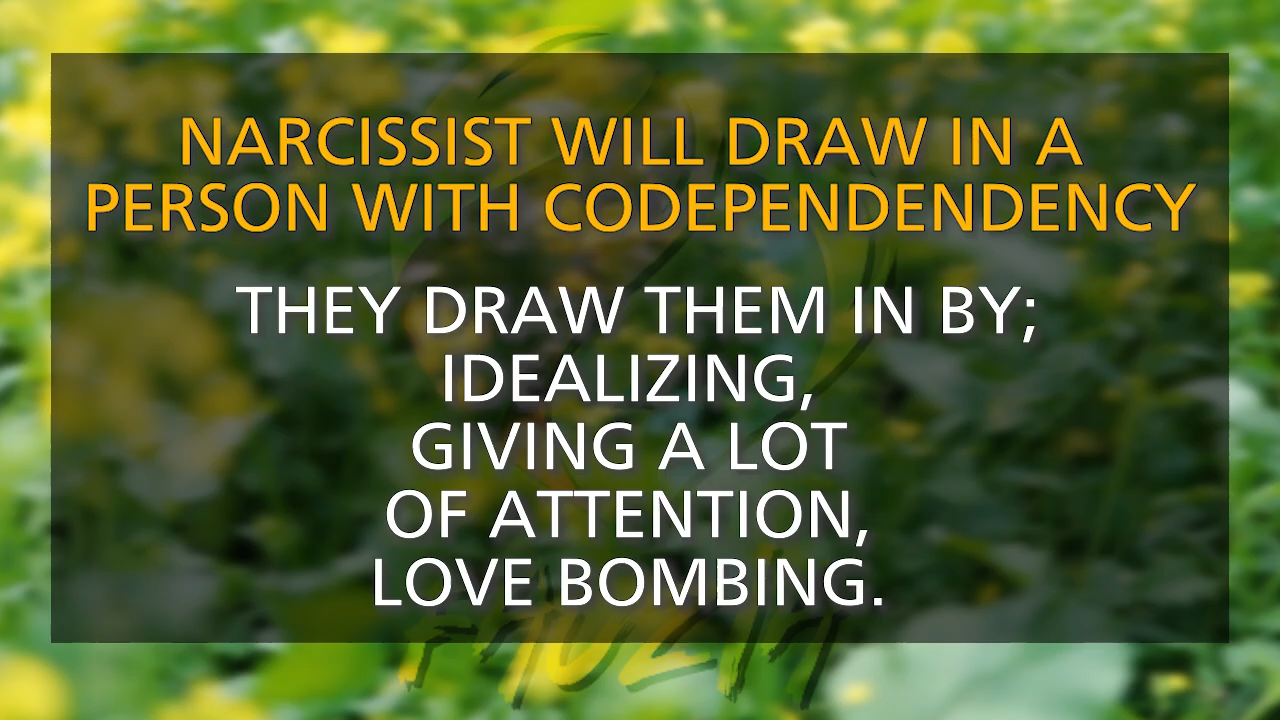 NARCISSIST WILL DRAW IN A
PERSON WITH CODEPENDENDENCY
THEY DRAW THEM IN BY;
IDEALIZING,
GIVING A LOT
OF ATTENTION,
LOVE BOMBING.